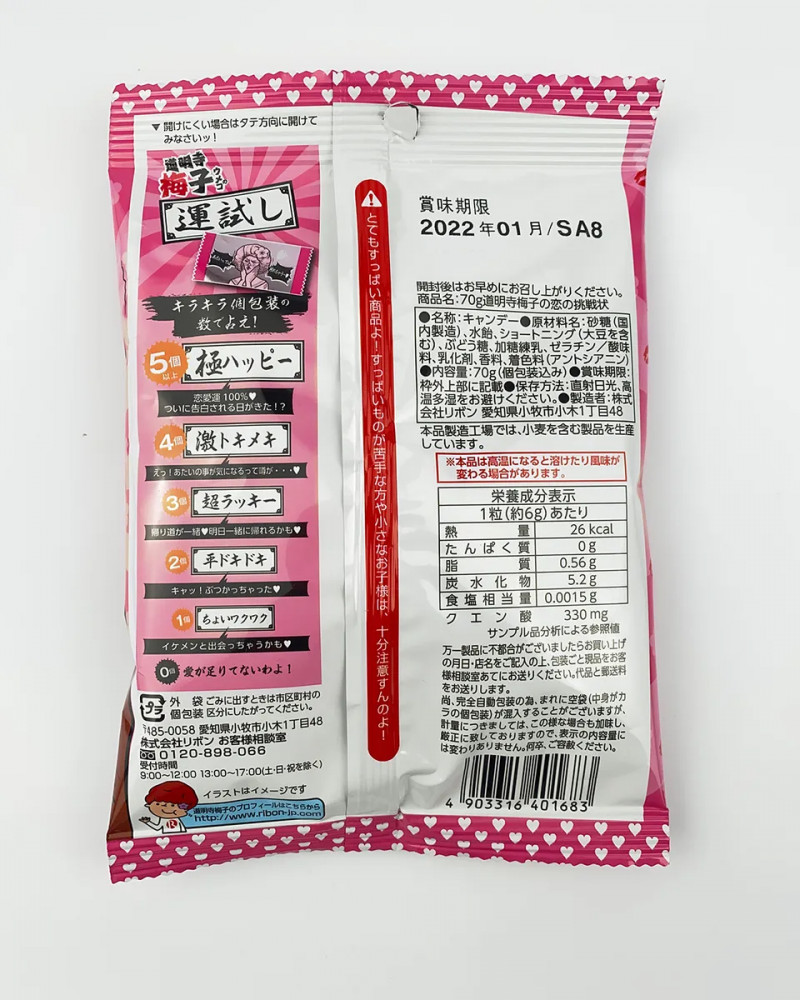 ▼開けにくい場合はタテ方向に開けて
みなさいッ!
道明寺
梅子
ウメコ
運試し
キラキラ個包装の
数で占え!
5個以上 極ハッピー
恋愛運100%♥
ついに告白される日がきた!?
4個 激トキメキ
えっ!あたいの事が気になるって噂が・・・♥
3個 超ラッキー
帰り道が一緒♥明日一緒に帰れるかも♥
2個 平ドキドキ
キャッ!ぶつかっちゃった♥
1個 ちょいワクワク
イケメンと出会っちゃうかも♥
0個 愛が足りてないわよ!
プラ
外袋 個包装
ごみに出すときは市区町村の
区分にしたがってください。
〒485-0058 愛知県小牧市小木1丁目48
株式会社リボン お客様相談室
0120-898-066
受付時間
9:00~12:00 13:00~17:00(土・日・祝を除く)
イラストはイメージです
道明寺梅子のプロフィールはこちらから
http://www.ribon-jp.com
R
とてもすっぱい商品よ!すっぱいものが苦手な方や小さなお子様は、十分注意すんのよ!
賞味期限
2022年01月/SA8
開封後はお早めにお召し上がりください。
商品名:70g道明寺梅子の恋の挑戦状
●名称:キャンデー●原材料名:砂糖(国
内製造)、水飴、ショートニング(大豆を含
む)、ぶどう糖、加糖練乳、ゼラチン/酸味
料、乳化剤、香料、着色料(アントシアニン)
●内容量:70g(個包装込み)●賞味期限:
枠外上部に記載●保存方法:直射日光、高
温多湿をお避けください。●製造者:株式
会社リボン 愛知県小牧市小木1丁目48
本品製造工場では、小麦を含む製品を生産
しています。
※本品は高温になると溶けたり風味が
変わる場合があります。
栄養成分表示
1粒(約6g)あたり
熱量 26kcal
たんぱく質 0g
脂質 0.56g
炭水化物 5.2g
食塩相当量 0.0015g
クエン酸 330mg
サンプル品分析による参照値
万一製品に不都合がございましたらお買い上げ
の月日・店名をご記入の上、包装ごと現品をお客
様相談室あてにお送りください。代品と郵送料
をお送りします。
尚、完全自動包装の為、まれに空袋(中身がカ
ラの個包装)が混入することがございますが、
計量につきましては、この様な場合も加味し、
厳正に致しておりますので、表示の内容量に
は変わりありません。何卒、ご容赦ください。
4 903316 401683